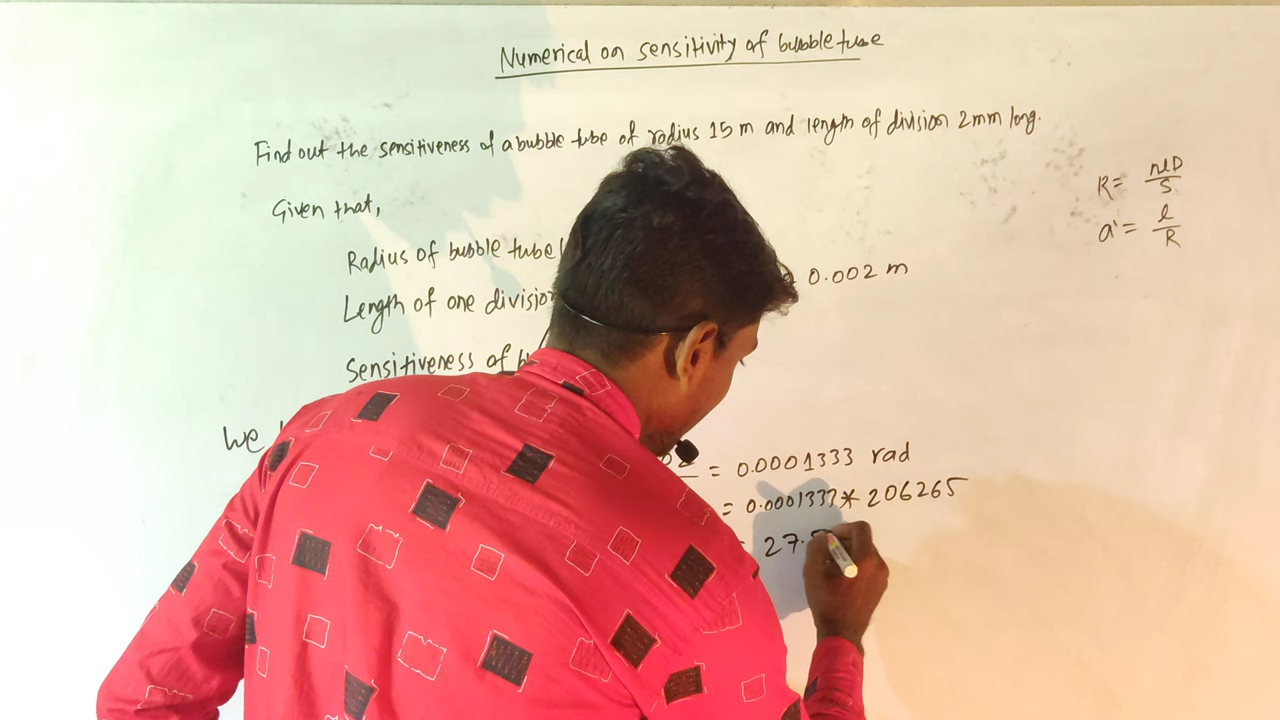 Numerical on sensitivity of bubble tube
Find out the sensitiveness of a bubble tube of radius 15 m and length of division 2mm long.
Given that,
Radius of bubble tube
Length of one division
0.002 m
Sensitiveness of
We
= 0.0001333 rad
= 0.0001333 * 206265
27.
R = nlD/S
a' = l/R